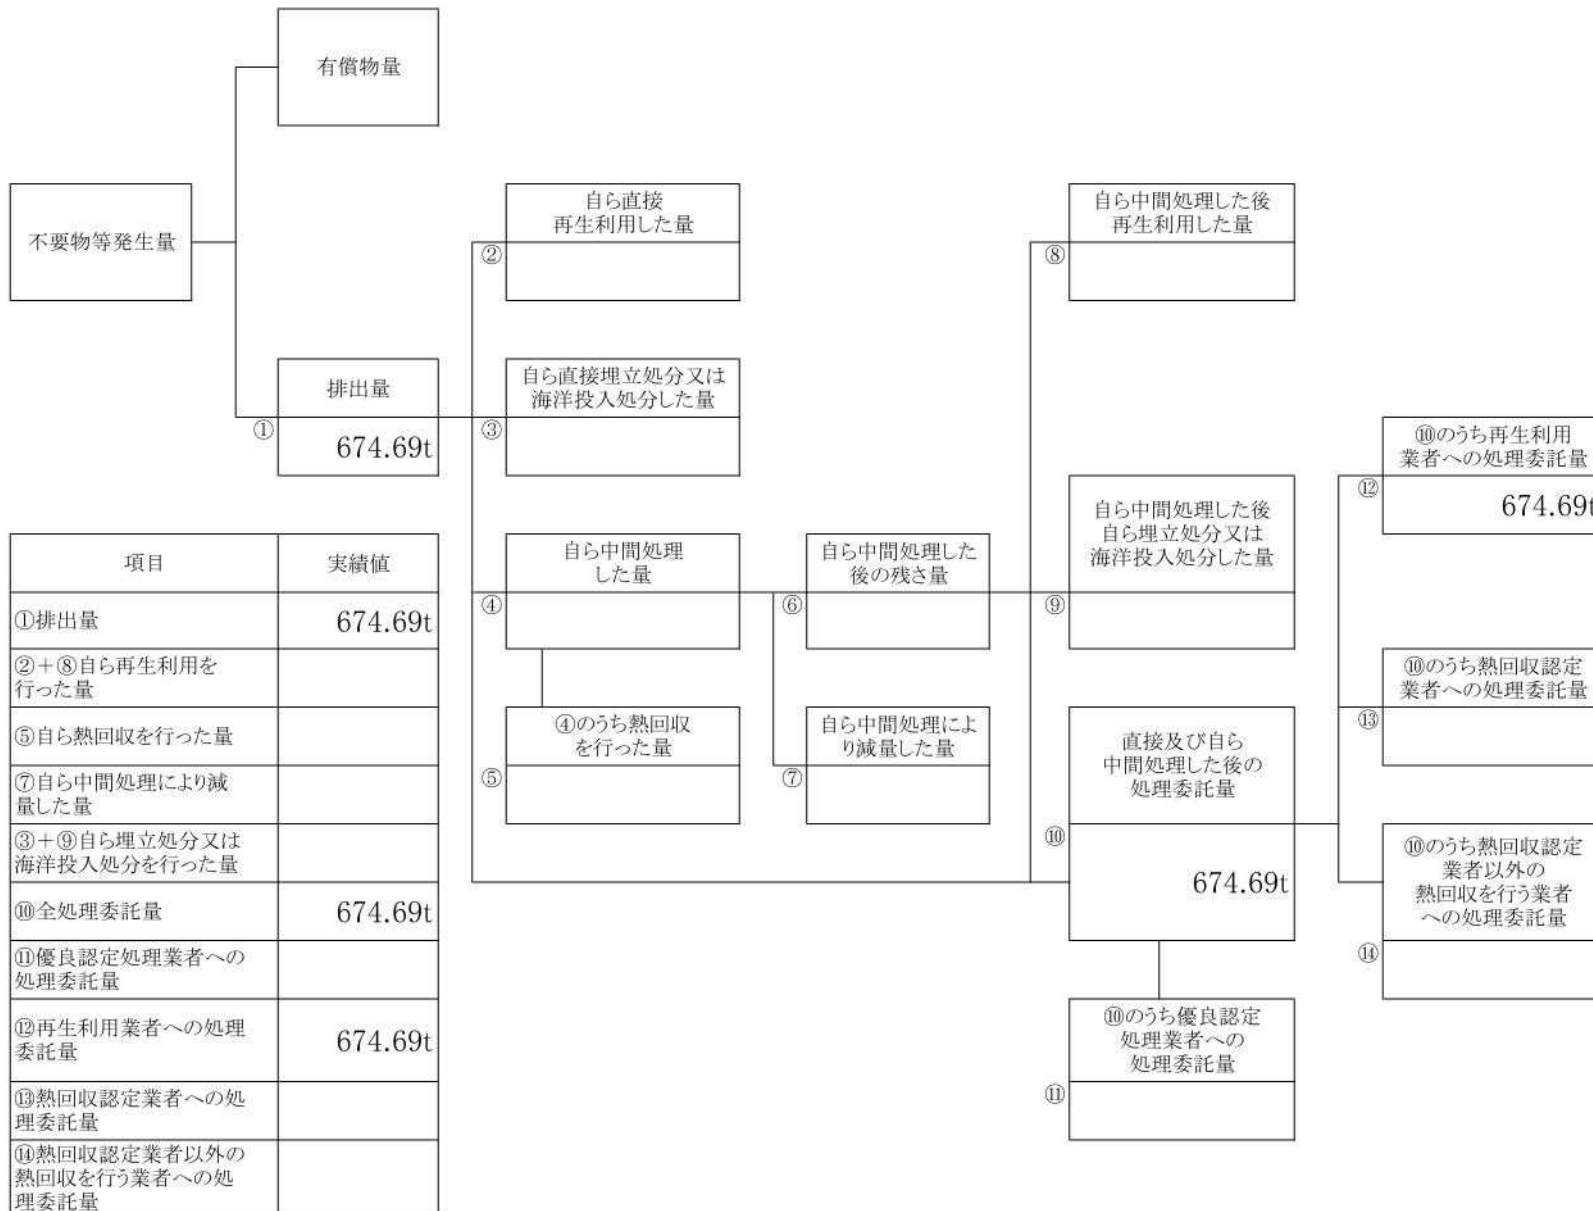 有償物量
不要物等発生量
自ら直接
再生利用した量
②
自ら中間処理した後
再生利用した量
⑧
排出量
①
674.69t
自ら直接埋立処分又は
海洋投入処分した量
③
⑩のうち再生利用
業者への処理委託量
⑫
674.69t
自ら中間処理した後
自ら埋立処分又は
海洋投入処分した量
⑨
自ら中間処理
した量
④
自ら中間処理した
後の残さ量
⑥
⑩のうち熱回収認定
業者への処理委託量
⑬
④のうち熱回収
を行った量
⑤
自ら中間処理によ
り減量した量
⑦
直接及び自ら
中間処理した後の
処理委託量
⑩
674.69t
⑩のうち熱回収認定
業者以外の
熱回収を行う業者
への処理委託量
⑭
⑩のうち優良認定
処理業者への
処理委託量
⑪
項目
実績値
①排出量
674.69t
②+⑧自ら再生利用を
行った量
⑤自ら熱回収を行った量
⑦自ら中間処理により減
量した量
③+⑨自ら埋立処分又は
海洋投入処分を行った量
⑩全処理委託量
674.69t
⑪優良認定処理業者への
処理委託量
⑫再生利用業者への処理
委託量
674.69t
⑬熱回収認定業者への処
理委託量
⑭熱回収認定業者以外の
熱回収を行う業者への処
理委託量